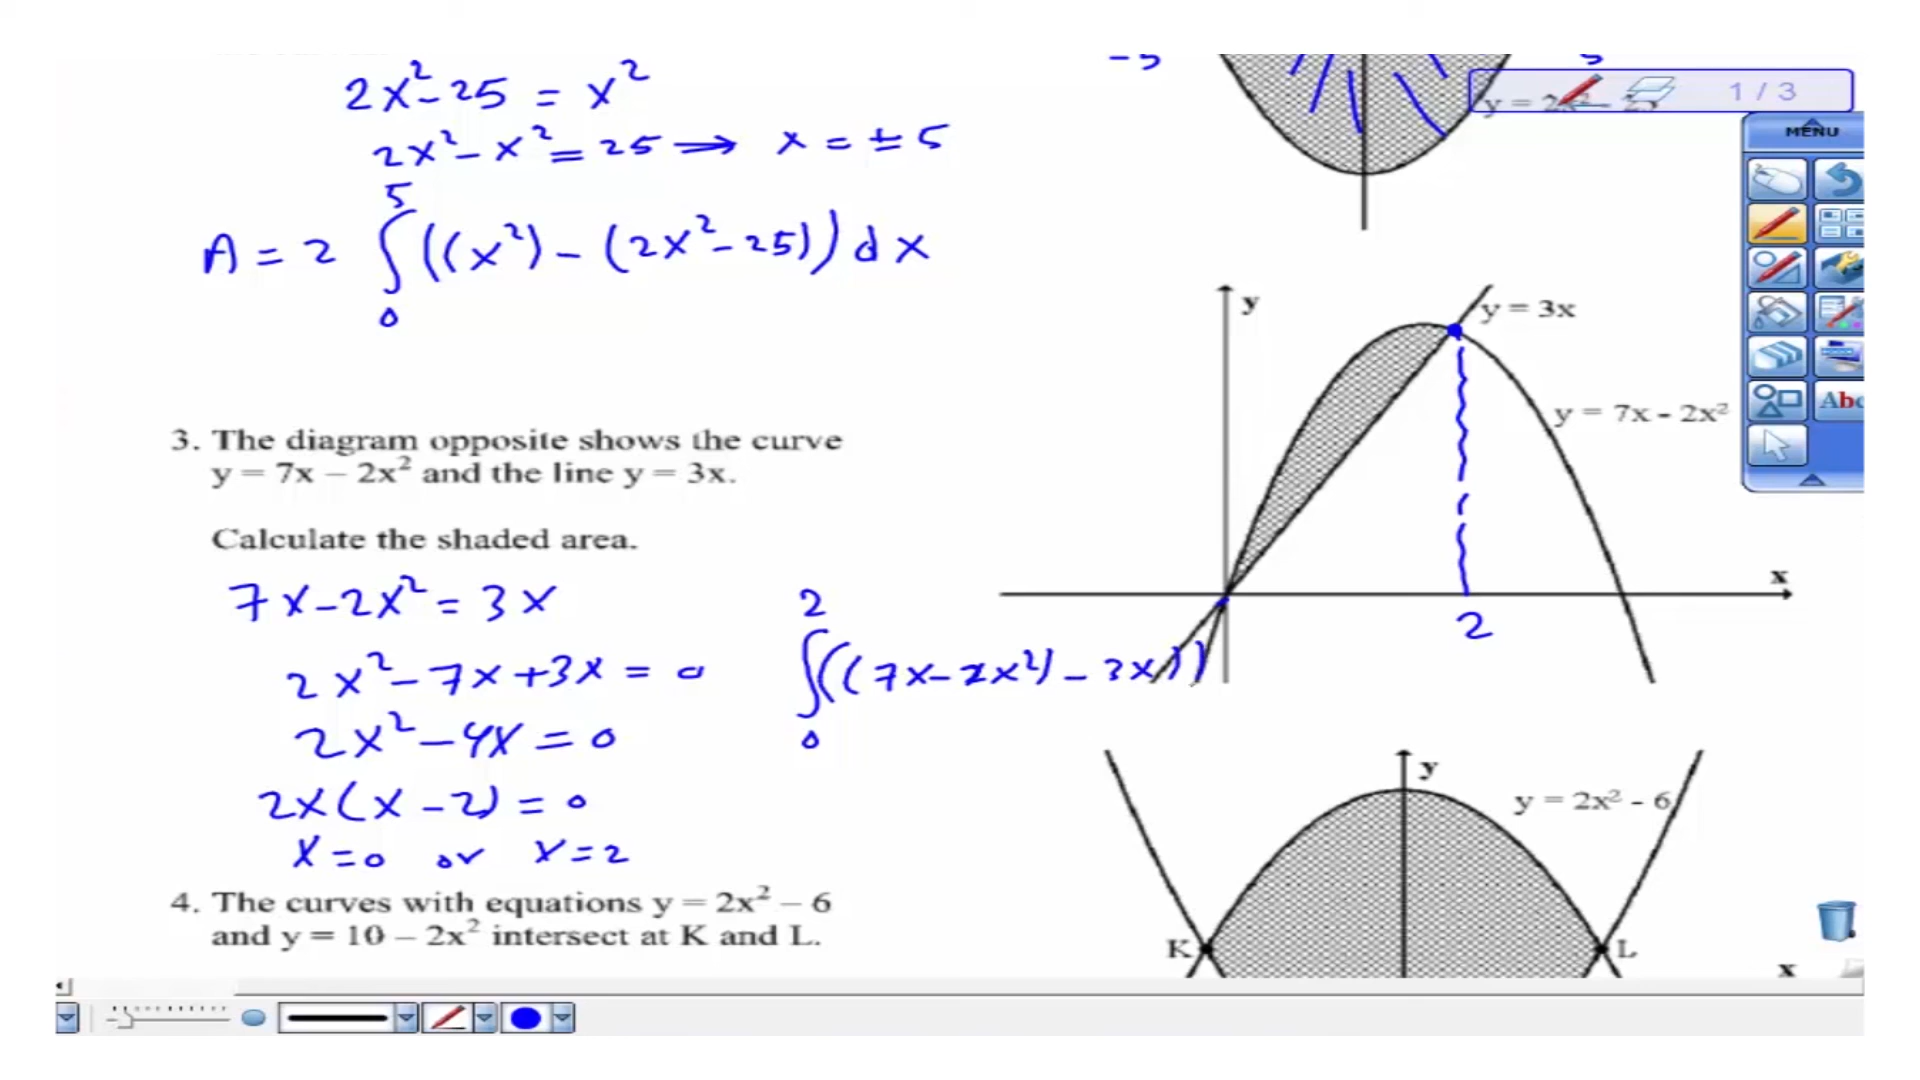 2x² - 25 = x²
2x² - x² = 25 ⟹ x = ± 5
A = 2 ∫₀⁵ ((x²) - (2x² - 25)) dx
-5
5
1 / 3
MENU
Abc
y
y = 3x
y = 7x - 2x²
x
2
3. The diagram opposite shows the curve
y = 7x – 2x² and the line y = 3x.
Calculate the shaded area.
7x - 2x² = 3x
2x² - 7x + 3x = 0
2x² - 4x = 0
2x(x - 2) = 0
x = 0 or x = 2
∫₀² ((7x - 2x²) - 3x))
4. The curves with equations y = 2x² – 6
and y = 10 – 2x² intersect at K and L.
y
y = 2x² - 6
K
L
x